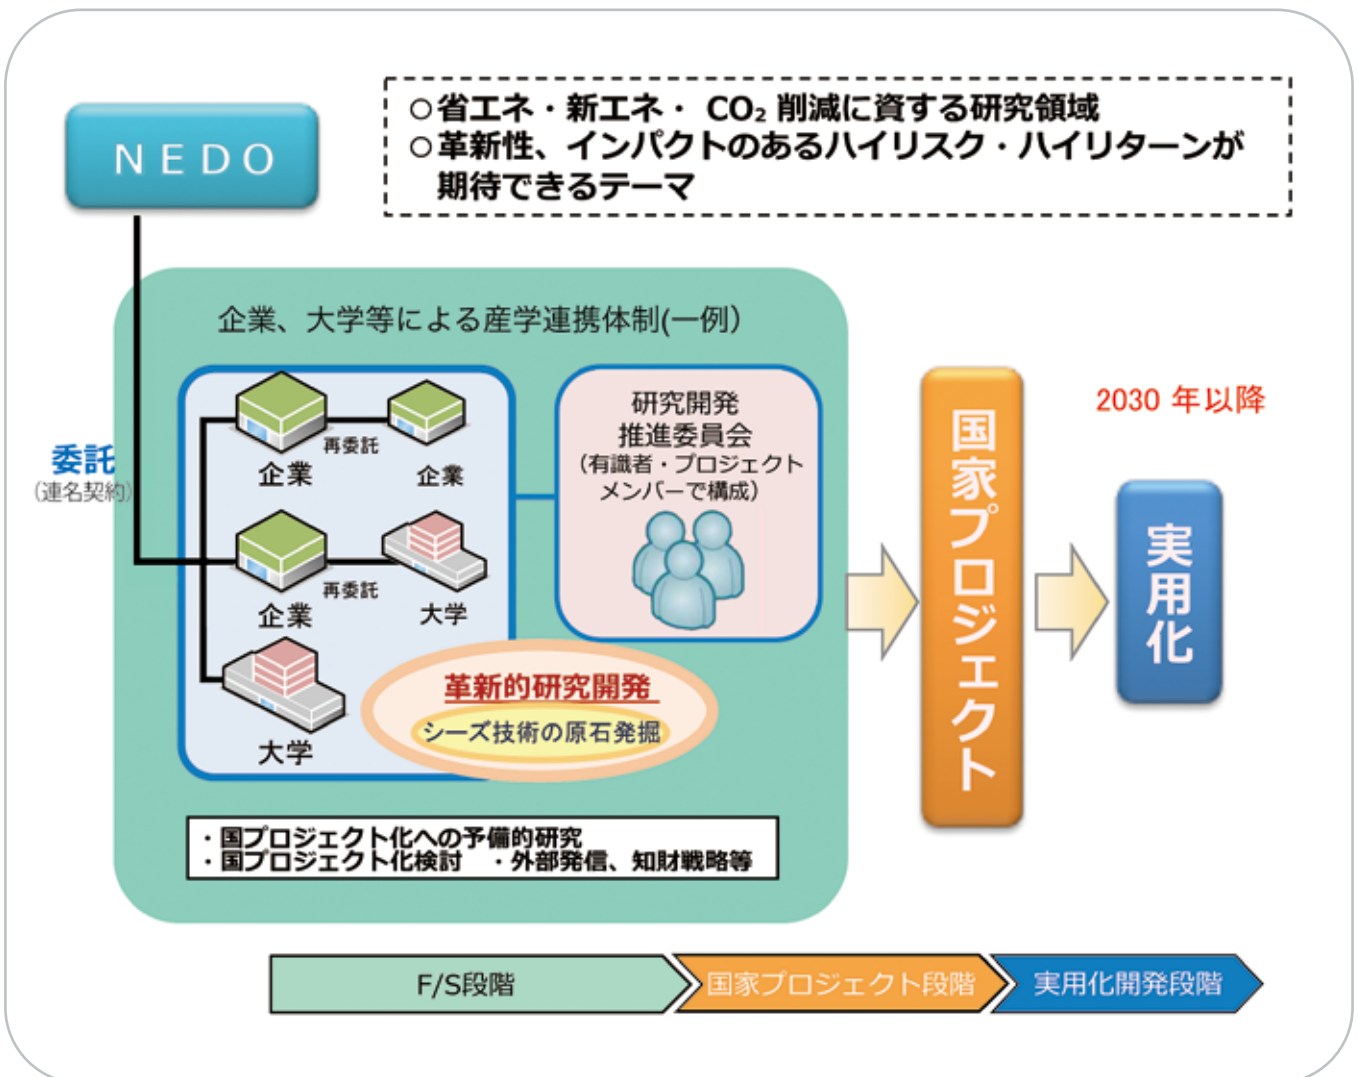 NEDO
○省エネ・新エネ・ CO₂ 削減に資する研究領域
○革新性、インパクトのあるハイリスク・ハイリターンが
期待できるテーマ
企業、大学等による産学連携体制(一例)
委託
(連名契約)
再委託
企業
企業
再委託
企業
大学
大学
研究開発
推進委員会
(有識者・プロジェクト
メンバーで構成)
革新的研究開発
シーズ技術の原石発掘
・国プロジェクト化への予備的研究
・国プロジェクト化検討 ・外部発信、知財戦略等
国家プロジェクト
2030 年以降
実用化
F/S段階
国家プロジェクト段階
実用化開発段階